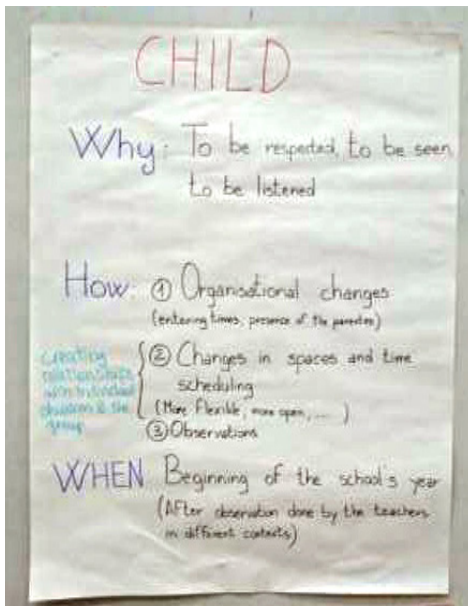 CHILD
Why: To be respected, to be seen
to be listened
How: ① Organisational changes
(entering times, presence of the parents)
② Changes in spaces and time
scheduling
(More Flexible, more open, ....)
③ Observations
creating
relationships
with individual
children & the
group
WHEN Beginning of the school's year
(After observation done by the teachers
in different contexts)